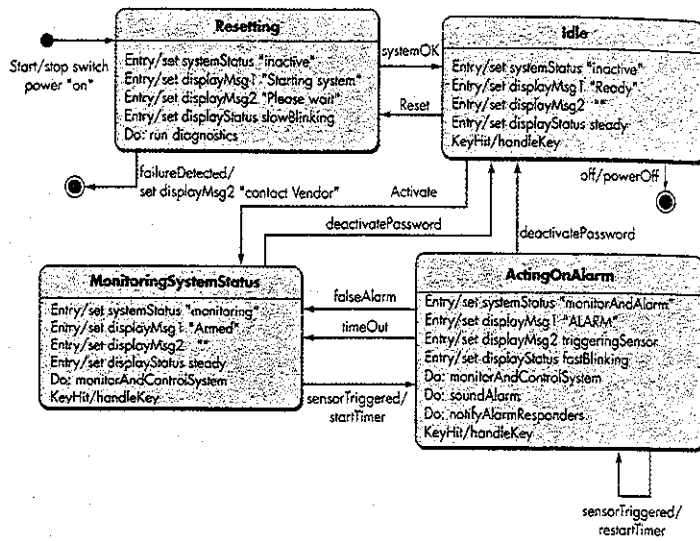 Resetting
Entry/set systemStatus "inactive"
Entry/set displayMsg1 "Starting system"
Entry/set displayMsg2 "Please wait"
Entry/set displayStatus slowBlinking
Do: run diagnostics
Start/stop switch
power "on"
systemOK
Reset
Idle
Entry/set systemStatus "inactive"
Entry/set displayMsg1 "Ready"
Entry/set displayMsg2 ""
Entry/set displayStatus steady
KeyHit/handleKey
failureDetected/
set displayMsg2 "contact Vendor"
Activate
deactivatePassword
off/powerOff
deactivatePassword
MonitoringSystemStatus
Entry/set systemStatus "monitoring"
Entry/set displayMsg1 "Armed"
Entry/set displayMsg2 ""
Entry/set displayStatus steady
Do: monitorAndControlSystem
KeyHit/handleKey
falseAlarm
timeOut
sensorTriggered/
startTimer
ActingOnAlarm
Entry/set systemStatus "monitorAndAlarm"
Entry/set displayMsg1 "ALARM"
Entry/set displayMsg2 triggeringSensor
Entry/set displayStatus fastBlinking
Do: monitorAndControlSystem
Do: soundAlarm
Do: notifyAlarmResponders
KeyHit/handleKey
sensorTriggered/
restartTimer